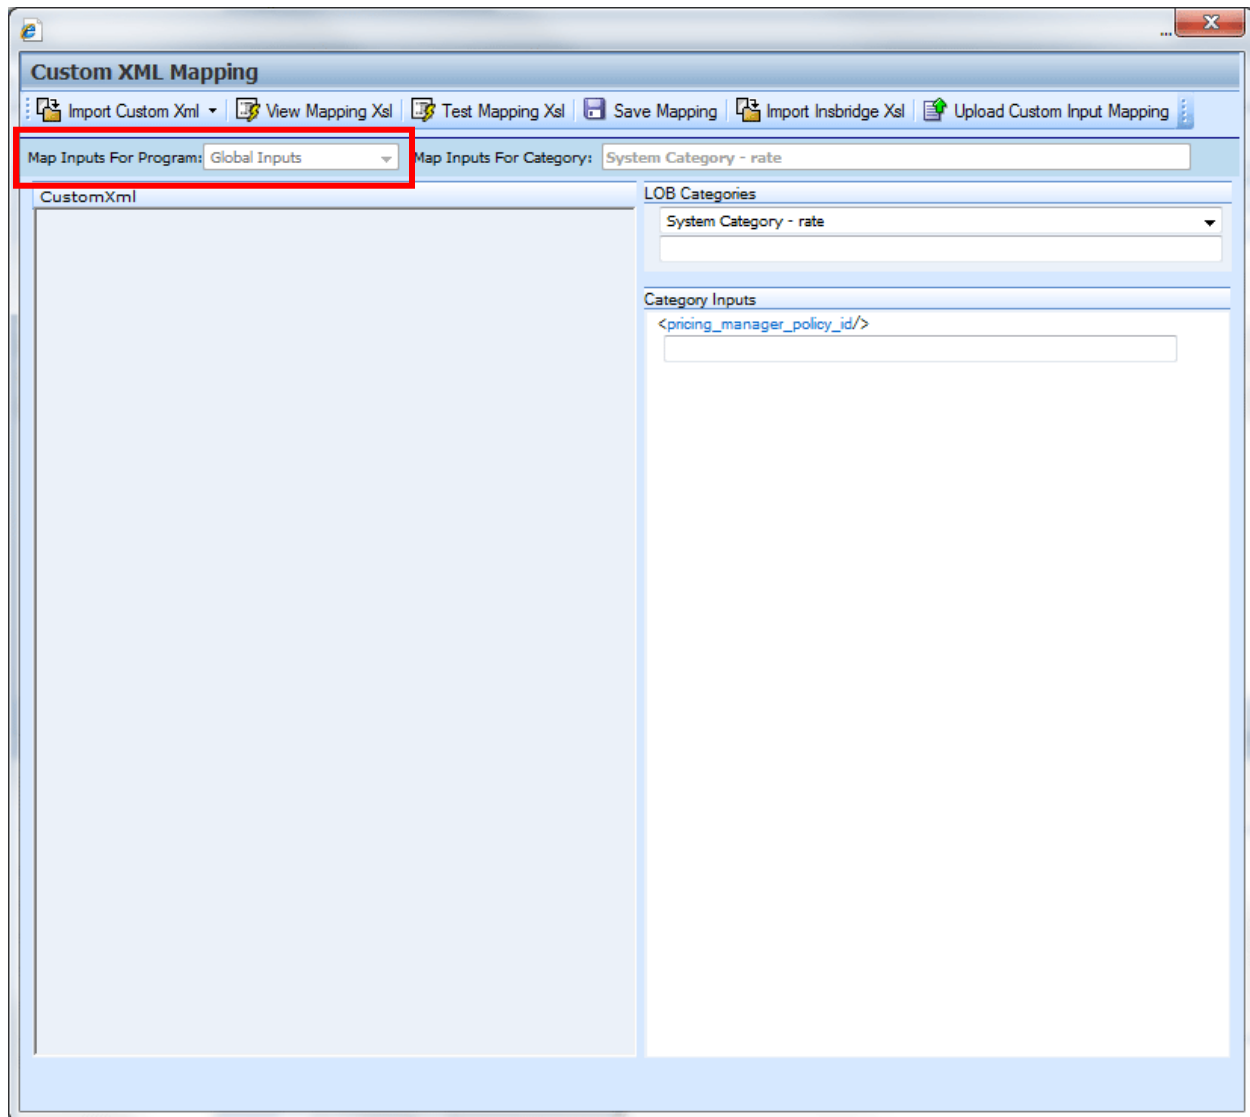 ...
Custom XML Mapping
Import Custom Xml View Mapping Xsl Test Mapping Xsl Save Mapping Import Insbridge Xsl Upload Custom Input Mapping
Map Inputs For Program: Global Inputs Map Inputs For Category: System Category - rate
CustomXml
LOB Categories
System Category - rate
Category Inputs
<pricing_manager_policy_id/>